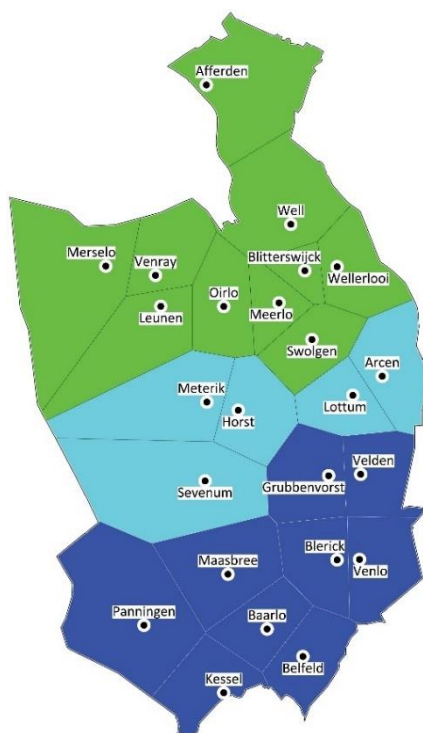 Afferden
Well
Blitterswijck
Merselo
Venray
Wellerlooi
Oirlo
Meerlo
Leunen
Swolgen
Arcen
Meterik
Lottum
Horst
Velden
Sevenum
Grubbenvorst
Blerick
Maasbree
Venlo
Panningen
Baarlo
Belfeld
Kessel